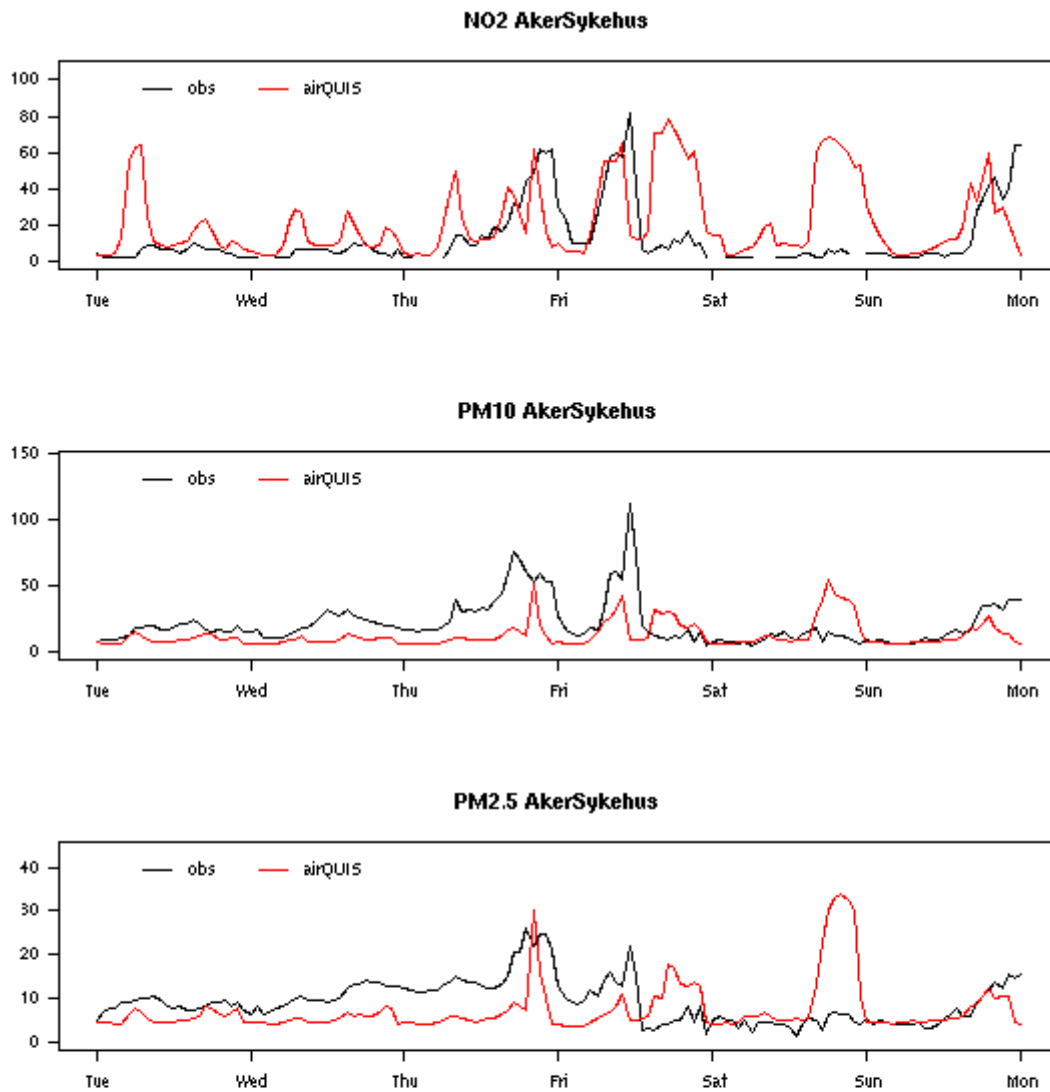 NO2 AkerSykehus
100
80
60
40
20
0
obs airQUIS
Tue Wed Thu Fri Sat Sun Mon
PM10 AkerSykehus
150
100
50
0
obs airQUIS
Tue Wed Thu Fri Sat Sun Mon
PM2.5 AkerSykehus
40
30
20
10
0
obs airQUIS
Tue Wed Thu Fri Sat Sun Mon